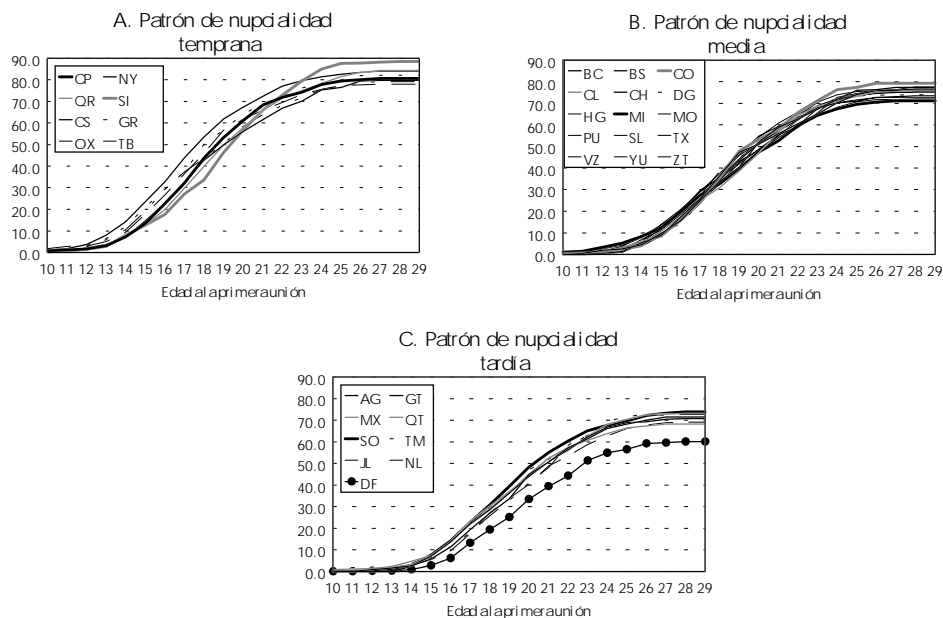 A. Patrón de nupcialidad
temprana
90.0
80.0
70.0
60.0
50.0
40.0
30.0
20.0
10.0
0.0
CP NY
QR SI
CS GR
OX TB
10 11 12 13 14 15 16 17 18 19 20 21 22 23 24 25 26 27 28 29
Edad a la primera unión
B. Patrón de nupcialidad
media
90.0
80.0
70.0
60.0
50.0
40.0
30.0
20.0
10.0
0.0
BC BS CO
CL CH DG
HG MI MO
PU SL TX
VZ YU ZT
10 11 12 13 14 15 16 17 18 19 20 21 22 23 24 25 26 27 28 29
Edad a la primera unión
C. Patrón de nupcialidad
tardía
90.0
80.0
70.0
60.0
50.0
40.0
30.0
20.0
10.0
0.0
AG GT
MX QT
SO TM
JL NL
DF
10 11 12 13 14 15 16 17 18 19 20 21 22 23 24 25 26 27 28 29
Edad a la primera unión